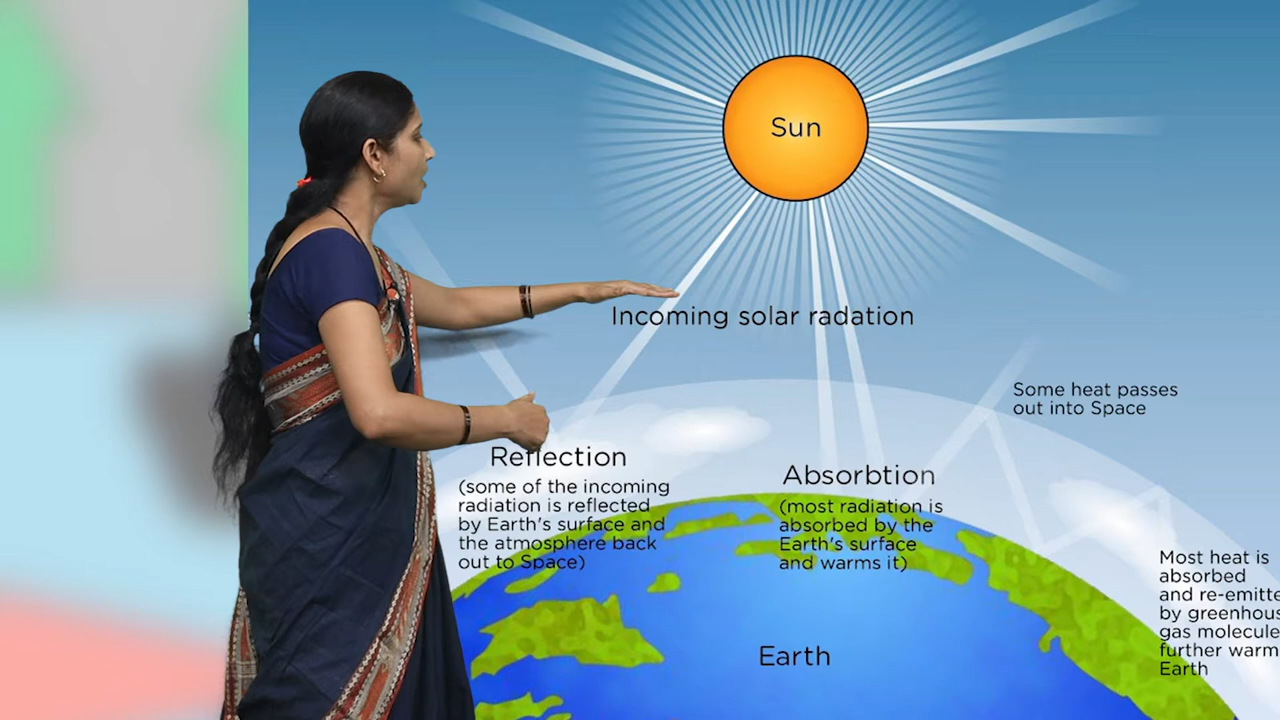 Sun
Incoming solar radation
Some heat passes
out into Space
Reflection
(some of the incoming
radiation is reflected
by Earth's surface and
the atmosphere back
out to Space)
Absorbtion
(most radiation is
absorbed by the
Earth's surface
and warms it)
Most heat is
absorbed
and re-emitte
by greenhous
gas molecule
further warm
Earth
Earth